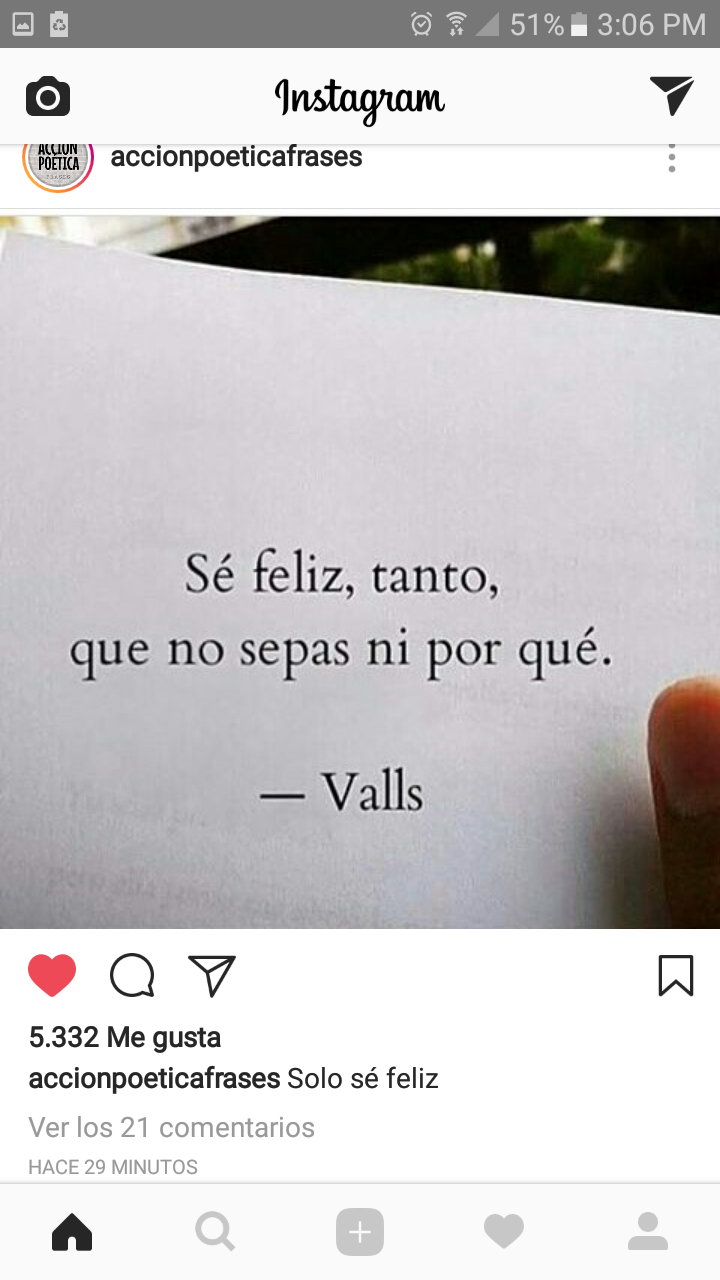 51% 3:06 PM
Instagram
ACCION
POETICA
accionpoeticafrases
Sé feliz, tanto,
que no sepas ni por qué.
— Valls
5.332 Me gusta
accionpoeticafrases Solo sé feliz
Ver los 21 comentarios
HACE 29 MINUTOS